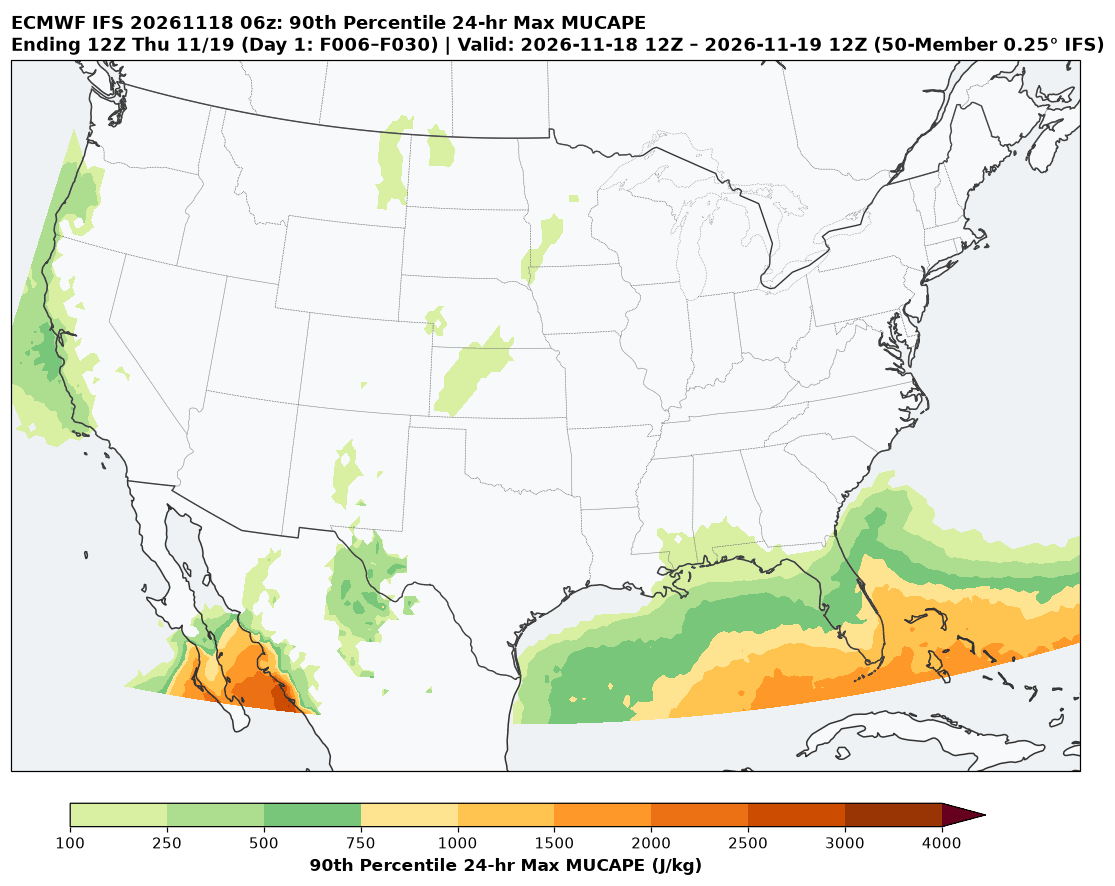 ECMWF IFS 20261118 06z: 90th Percentile 24-hr Max MUCAPE
Ending 12Z Thu 11/19 (Day 1: F006–F030) | Valid: 2026-11-18 12Z – 2026-11-19 12Z (50-Member 0.25° IFS)
100 250 500 750 1000 1500 2000 2500 3000 4000
90th Percentile 24-hr Max MUCAPE (J/kg)